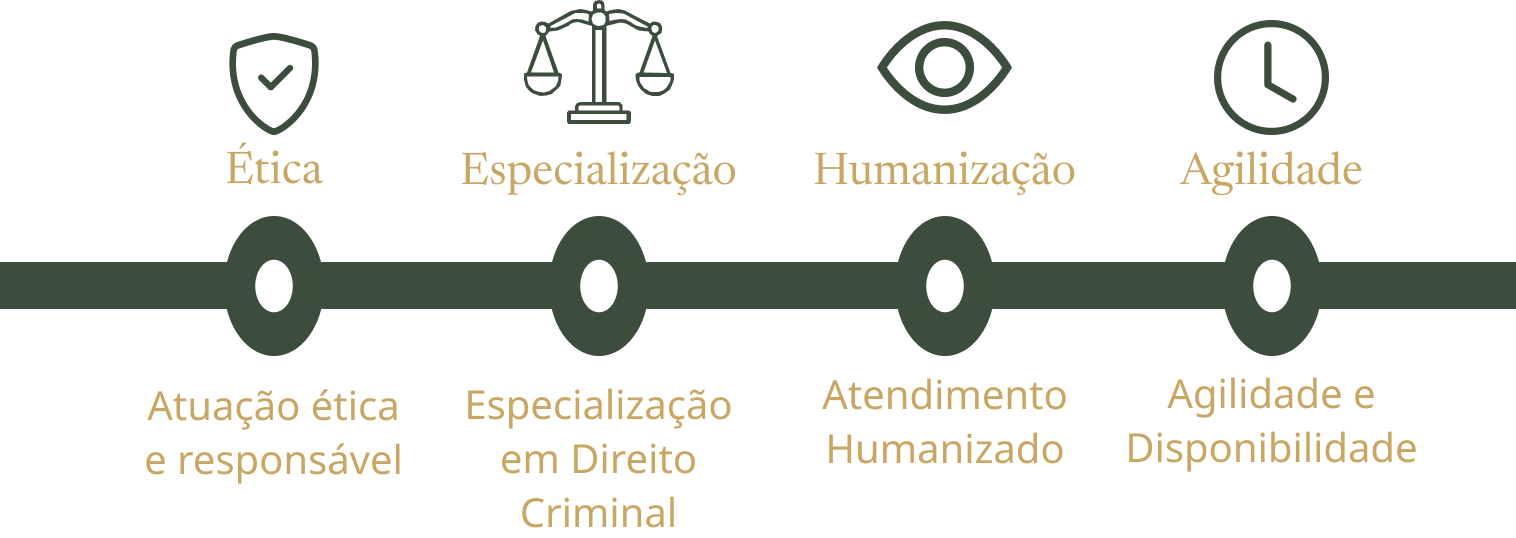 Ética
Especialização
Humanização
Agilidade
Atuação ética
e responsável
Especialização
em Direito
Criminal
Atendimento
Humanizado
Agilidade e
Disponibilidade